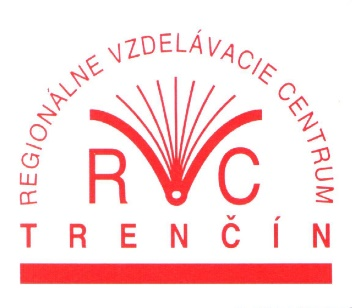 REGIONÁLNE VZDELÁVACIE CENTRUM
RVC
TRENČÍN